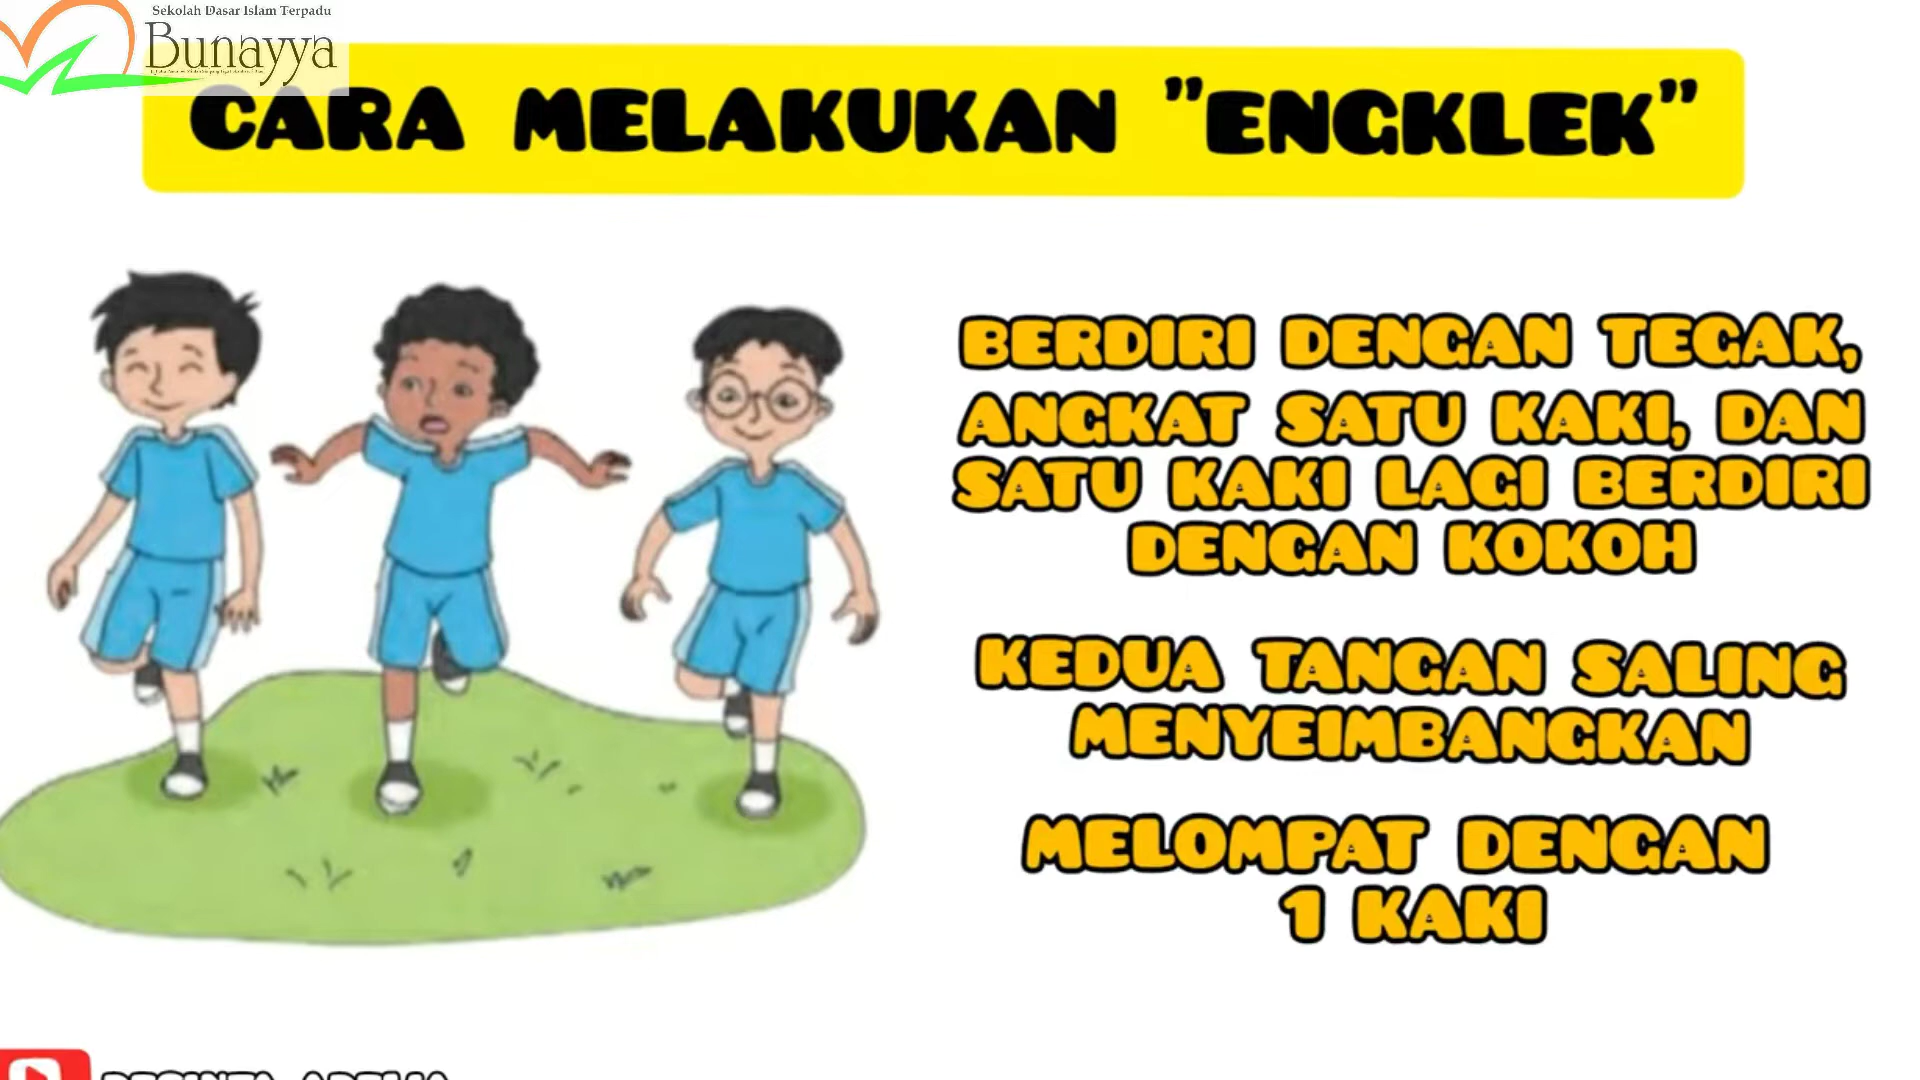 Sekolah Dasar Islam Terpadu
Bunayya
CARA MELAKUKAN "ENGKLEK"
BERDIRI DENGAN TEGAK,
ANGKAT SATU KAKI, DAN
SATU KAKI LAGI BERDIRI
DENGAN KOKOH
KEDUA TANGAN SALING
MENYEIMBANGKAN
MELOMPAT DENGAN
1 KAKI